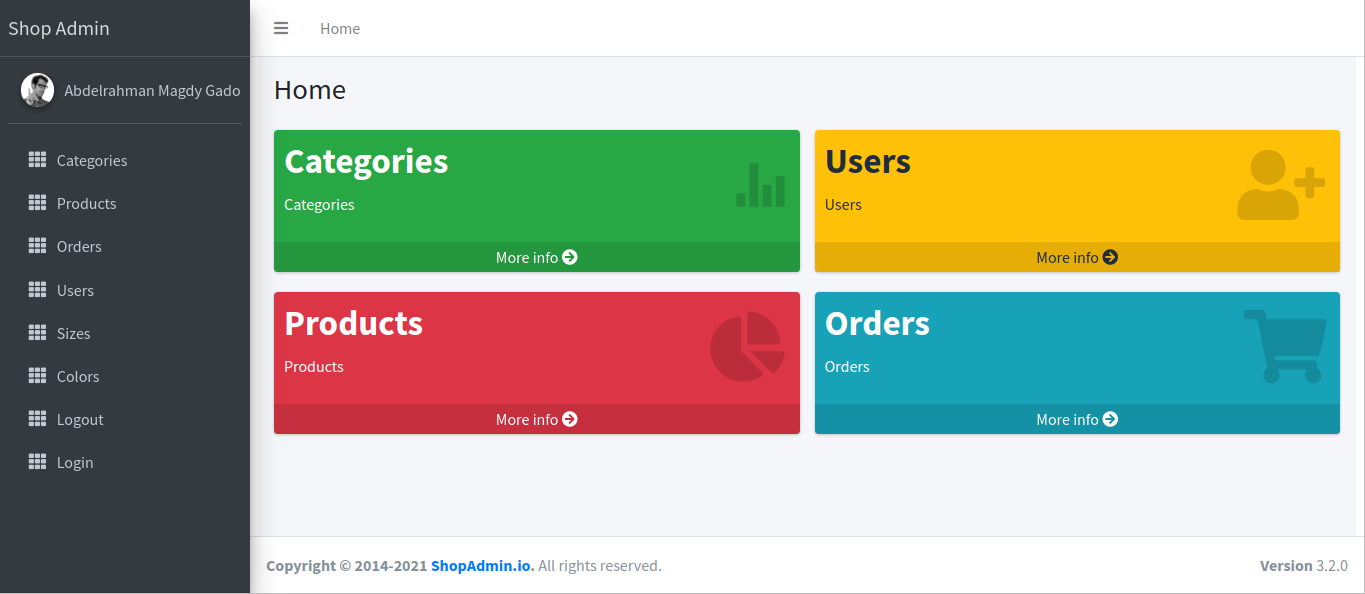 Shop Admin
Home
Abdelrahman Magdy Gado
Categories
Products
Orders
Users
Sizes
Colors
Logout
Login
Home
Categories
Categories
More info
Users
Users
More info
Products
Products
More info
Orders
Orders
More info
Copyright © 2014-2021 ShopAdmin.io. All rights reserved.
Version 3.2.0